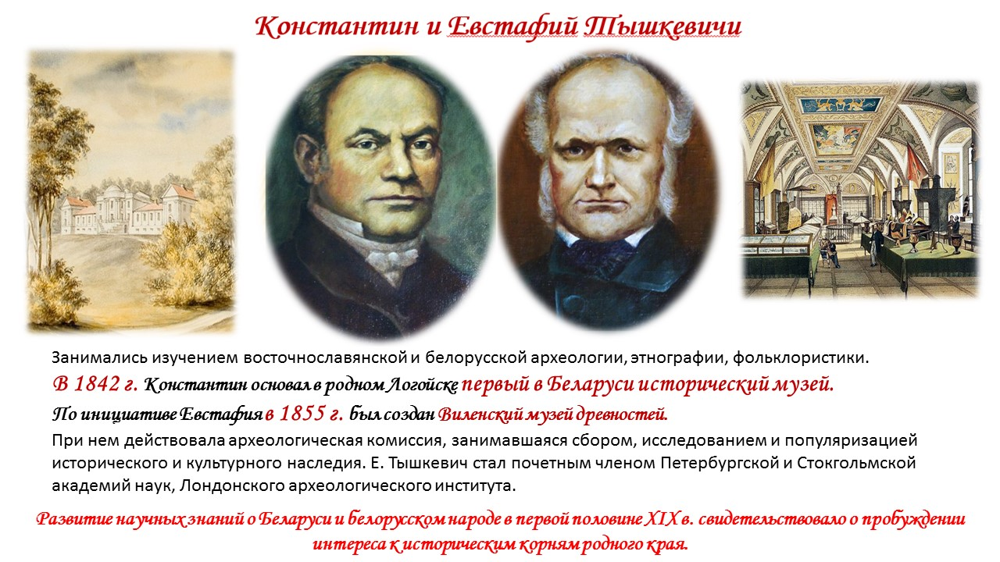 Константин и Евстафий Тышкевичи
Занимались изучением восточнославянской и белорусской археологии, этнографии, фольклористики.
В 1842 г. Константин основал в родном Логойске первый в Беларуси исторический музей.
По инициативе Евстафия в 1855 г. был создан Виленский музей древностей.
При нем действовала археологическая комиссия, занимавшаяся сбором, исследованием и популяризацией
исторического и культурного наследия. Е. Тышкевич стал почетным членом Петербургской и Стокгольмской
академий наук, Лондонского археологического института.
Развитие научных знаний о Беларуси и белорусском народе в первой половине XIX в. свидетельствовало о пробуждении
интереса к историческим корням родного края.